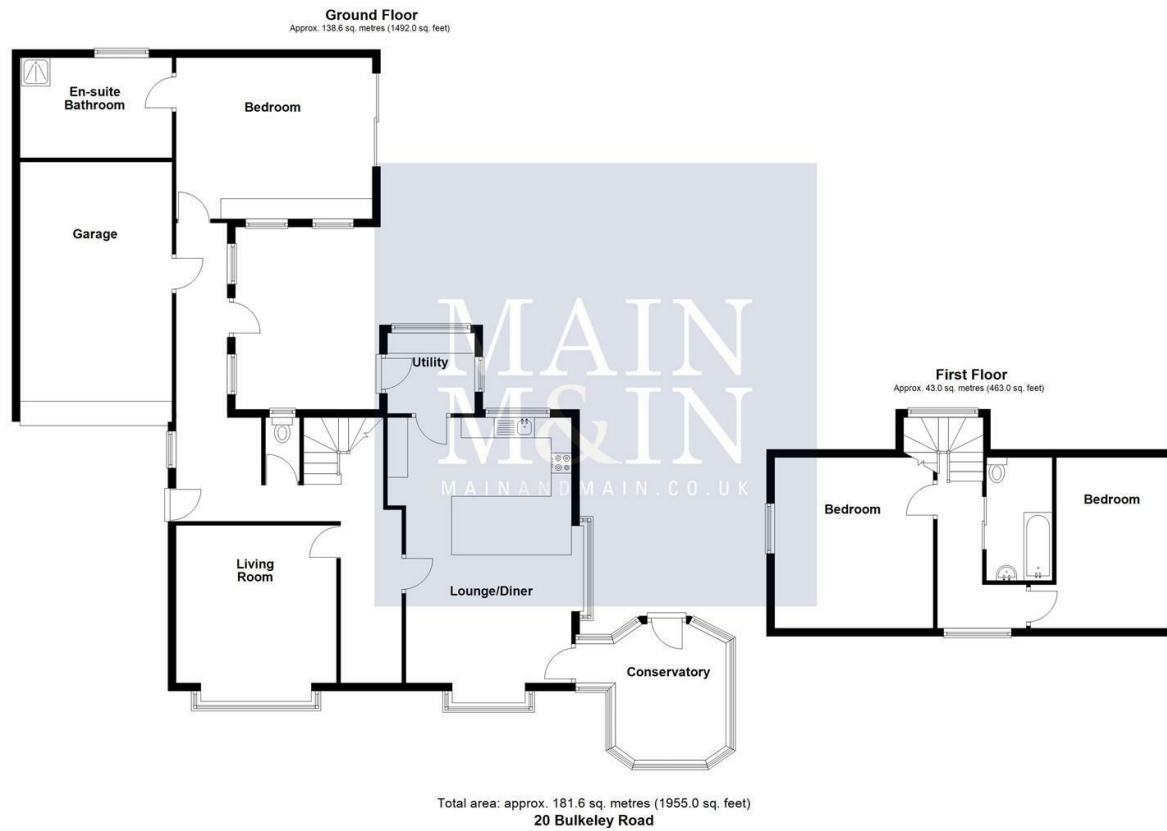 Ground Floor
Approx. 138.6 sq. metres (1492.0 sq. feet)
En-suite
Bathroom
Bedroom
Garage
Utility
Living
Room
Lounge/Diner
Conservatory
MAIN
M&IN
MAINANDMAIN.CO.UK
First Floor
Approx. 43.0 sq. metres (463.0 sq. feet)
Bedroom
Bedroom
Total area: approx. 181.6 sq. metres (1955.0 sq. feet)
20 Bulkeley Road